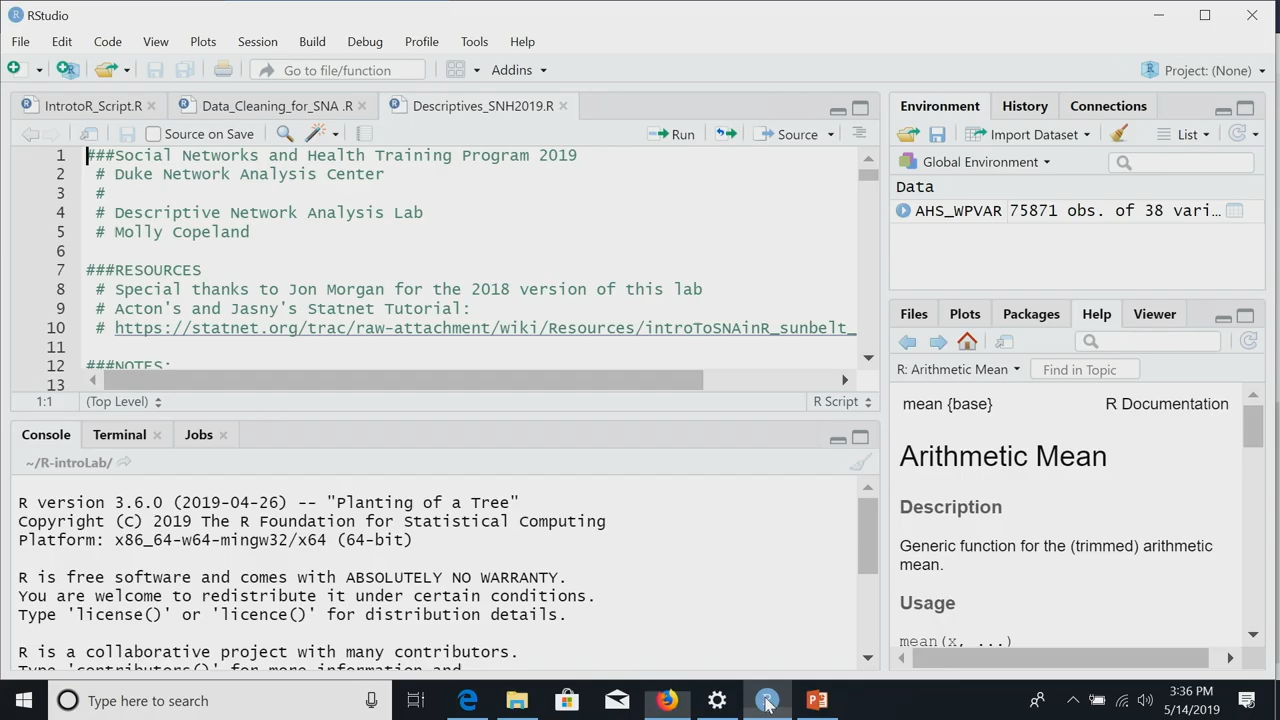 RStudio
File Edit Code View Plots Session Build Debug Profile Tools Help
Go to file/function Addins Project: (None)
IntrotoR_Script.R Data_Cleaning_for_SNA .R Descriptives_SNH2019.R
Source on Save Run Source
1 ###Social Networks and Health Training Program 2019
2 # Duke Network Analysis Center
3 #
4 # Descriptive Network Analysis Lab
5 # Molly Copeland
6
7 ###RESOURCES
8 # Special thanks to Jon Morgan for the 2018 version of this lab
9 # Acton's and Jasny's Statnet Tutorial:
10 # https://statnet.org/trac/raw-attachment/wiki/Resources/introToSNAinR_sunbelt_
11
12 ###NOTES:
13
1:1 (Top Level) R Script
Console Terminal Jobs
~/R-introLab/
R version 3.6.0 (2019-04-26) -- "Planting of a Tree"
Copyright (C) 2019 The R Foundation for Statistical Computing
Platform: x86_64-w64-mingw32/x64 (64-bit)
R is free software and comes with ABSOLUTELY NO WARRANTY.
You are welcome to redistribute it under certain conditions.
Type 'license()' or 'licence()' for distribution details.
R is a collaborative project with many contributors.
Type 'contributors()' for more information and
Environment History Connections
Import Dataset List
Global Environment
Data
AHS_WPVAR 75871 obs. of 38 vari...
Files Plots Packages Help Viewer
R: Arithmetic Mean Find in Topic
mean {base} R Documentation
Arithmetic Mean
Description
Generic function for the (trimmed) arithmetic
mean.
Usage
mean(x, ...)
Type here to search
3:36 PM
5/14/2019